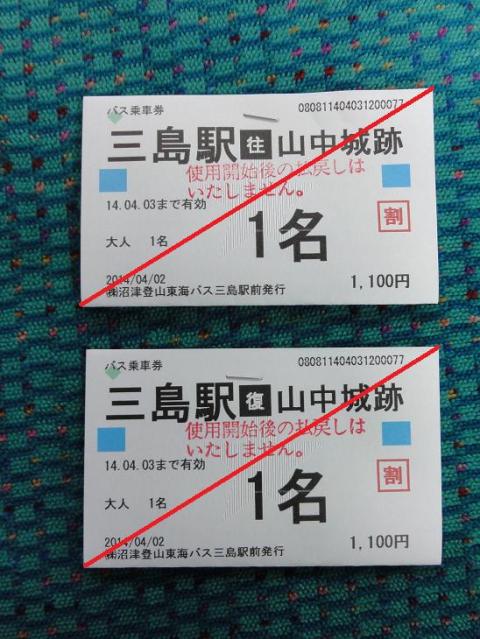 バス乗車券
080811404031200077
三島駅 往 山中城跡
使用開始後の払戻しは
いたしません。
14.04.03まで有効
割
大人 1名
1名
2014/04/02
1,100円
㈱沼津登山東海バス三島駅前発行
バス乗車券
080811404031200077
三島駅 復 山中城跡
使用開始後の払戻しは
いたしません。
14.04.03まで有効
割
大人 1名
1名
2014/04/02
1,100円
㈱沼津登山東海バス三島駅前発行